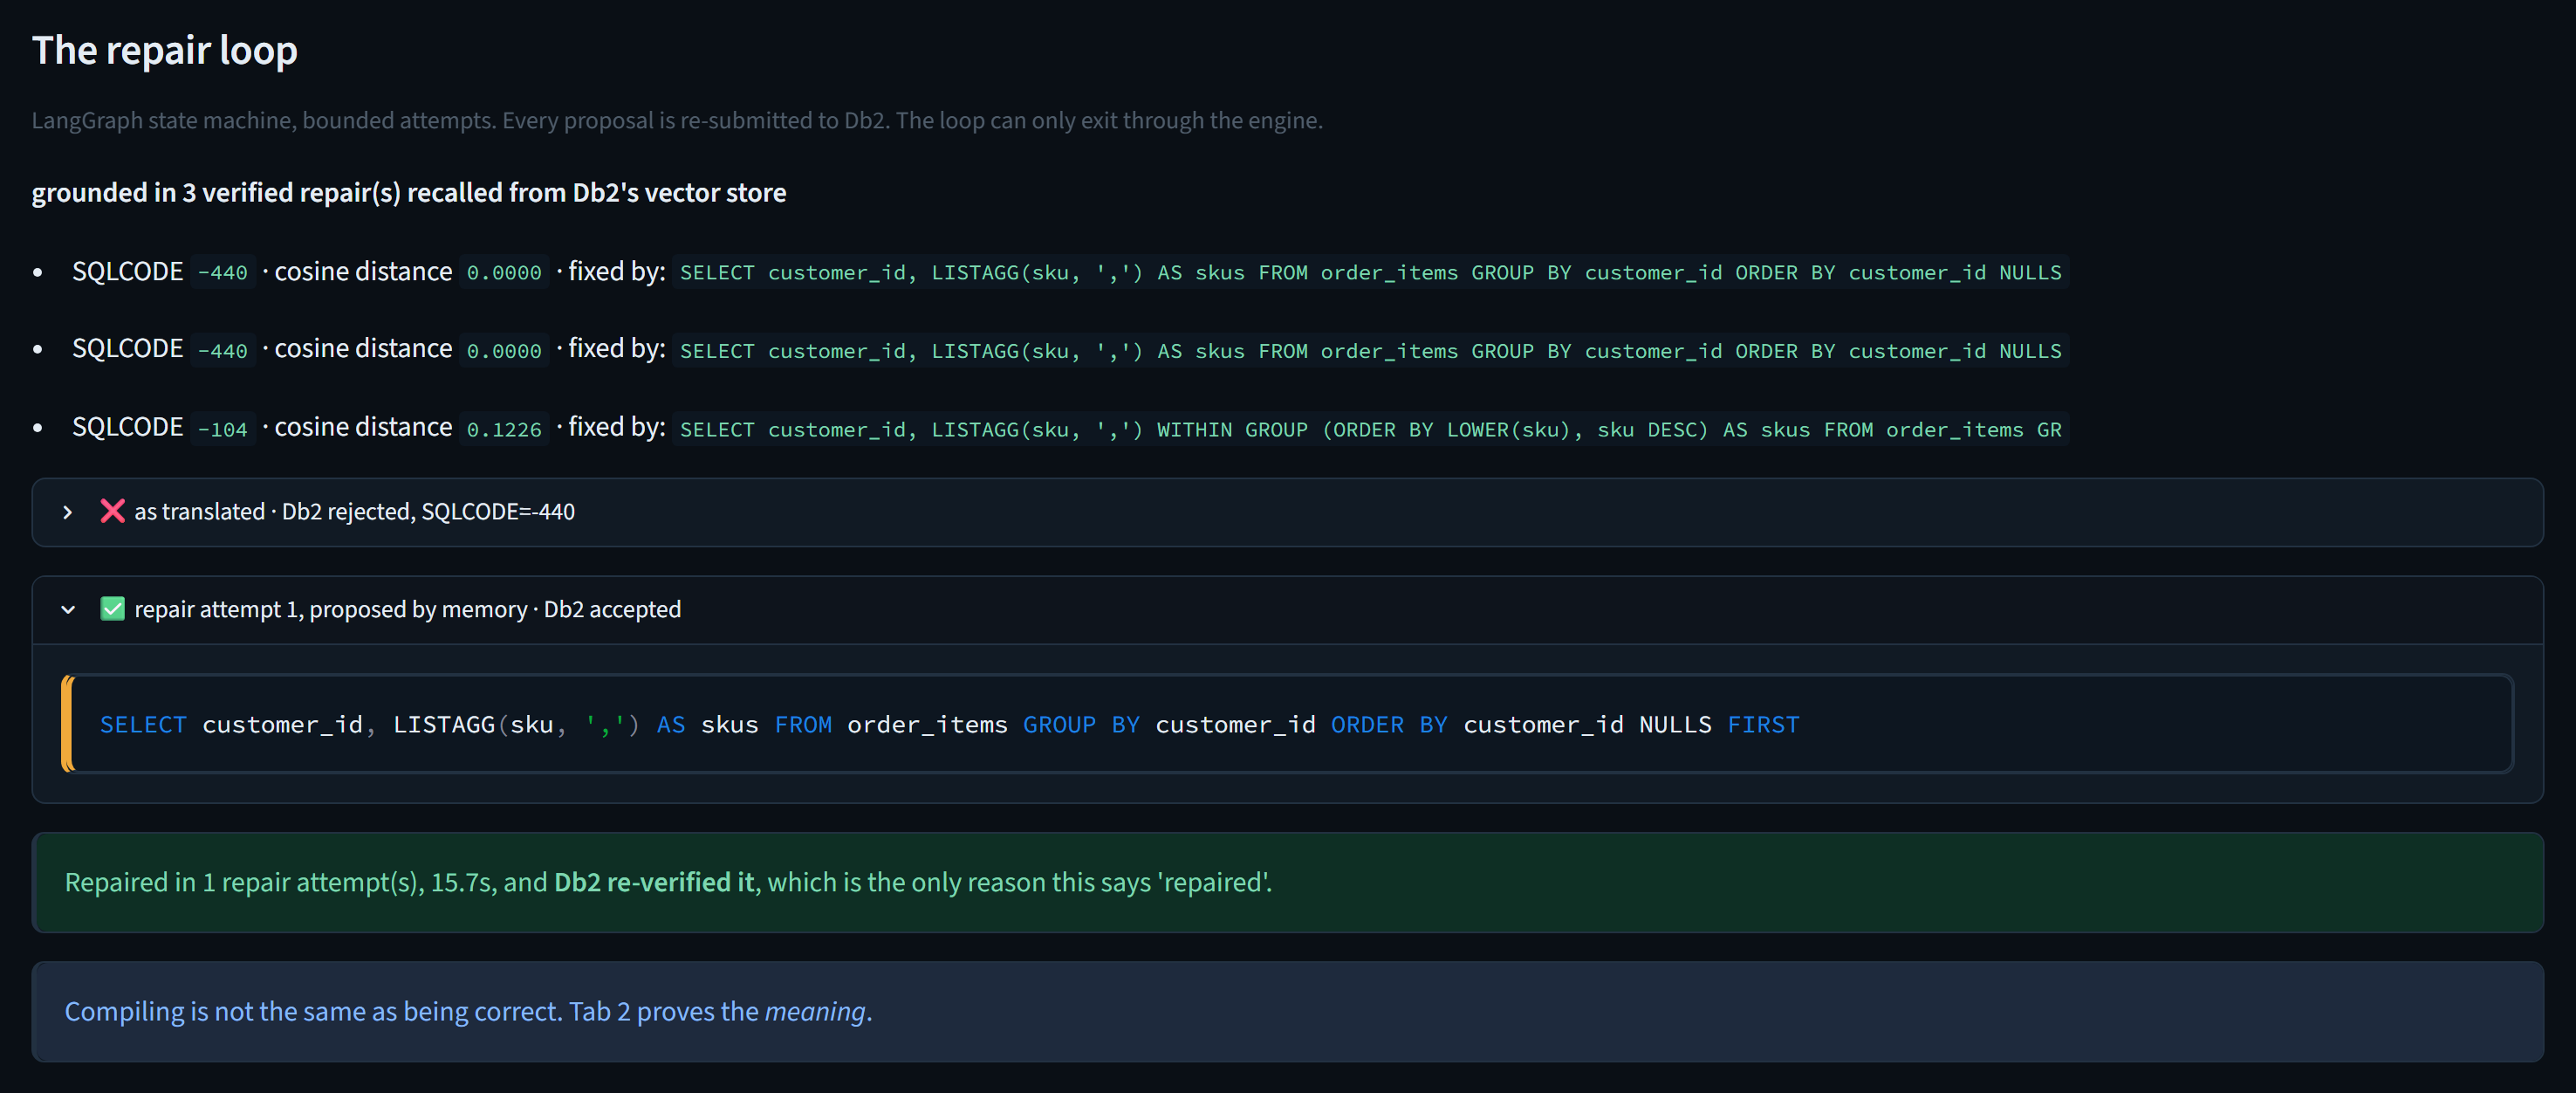 The repair loop
LangGraph state machine, bounded attempts. Every proposal is re-submitted to Db2. The loop can only exit through the engine.
grounded in 3 verified repair(s) recalled from Db2's vector store
• SQLCODE -440 · cosine distance 0.0000 · fixed by: SELECT customer_id, LISTAGG(sku, ',') AS skus FROM order_items GROUP BY customer_id ORDER BY customer_id NULLS
• SQLCODE -440 · cosine distance 0.0000 · fixed by: SELECT customer_id, LISTAGG(sku, ',') AS skus FROM order_items GROUP BY customer_id ORDER BY customer_id NULLS
• SQLCODE -104 · cosine distance 0.1226 · fixed by: SELECT customer_id, LISTAGG(sku, ',') WITHIN GROUP (ORDER BY LOWER(sku), sku DESC) AS skus FROM order_items GR
❌ as translated · Db2 rejected, SQLCODE=-440
✅ repair attempt 1, proposed by memory · Db2 accepted
SELECT customer_id, LISTAGG(sku, ',') AS skus FROM order_items GROUP BY customer_id ORDER BY customer_id NULLS FIRST
Repaired in 1 repair attempt(s), 15.7s, and Db2 re-verified it, which is the only reason this says 'repaired'.
Compiling is not the same as being correct. Tab 2 proves the meaning.